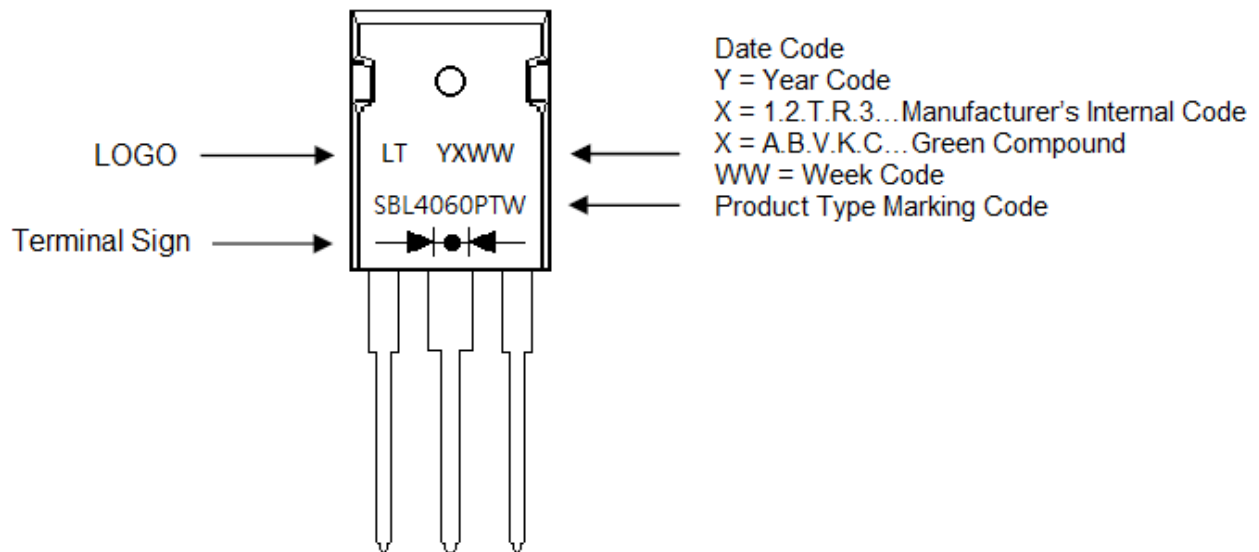 LOGO
Terminal Sign
LT YXWW
SBL4060PTW
Date Code
Y = Year Code
X = 1.2.T.R.3...Manufacturer's Internal Code
X = A.B.V.K.C...Green Compound
WW = Week Code
Product Type Marking Code